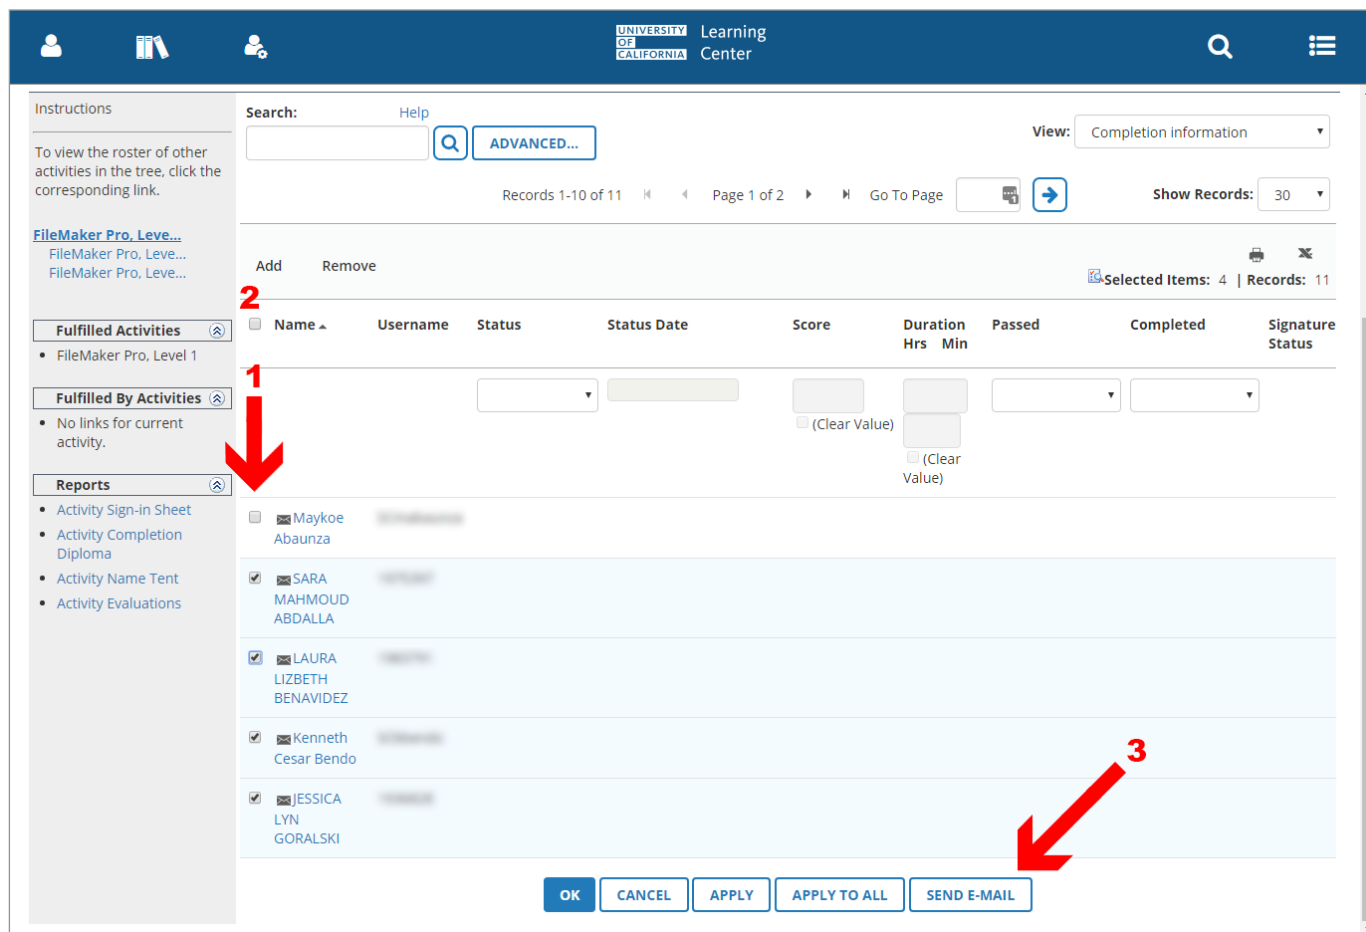 UNIVERSITY
OF
CALIFORNIA
Learning
Center
Instructions
To view the roster of other
activities in the tree, click the
corresponding link.
FileMaker Pro, Leve...
FileMaker Pro, Leve...
FileMaker Pro, Leve...
Fulfilled Activities
FileMaker Pro, Level 1
Fulfilled By Activities
No links for current
activity.
Reports
Activity Sign-in Sheet
Activity Completion
Diploma
Activity Name Tent
Activity Evaluations
Search: Help
ADVANCED...
View: Completion information
Records 1-10 of 11 Page 1 of 2 Go To Page
Show Records: 30
Add Remove
Selected Items: 4 | Records: 11
2
Name Username Status Status Date Score Duration Hrs Min Passed Completed Signature Status
1
(Clear Value)
(Clear
Value)
Maykoe
Abaunza
SARA
MAHMOUD
ABDALLA
LAURA
LIZBETH
BENAVIDEZ
Kenneth
Cesar Bendo
JESSICA
LYN
GORALSKI
3
OK CANCEL APPLY APPLY TO ALL SEND E-MAIL